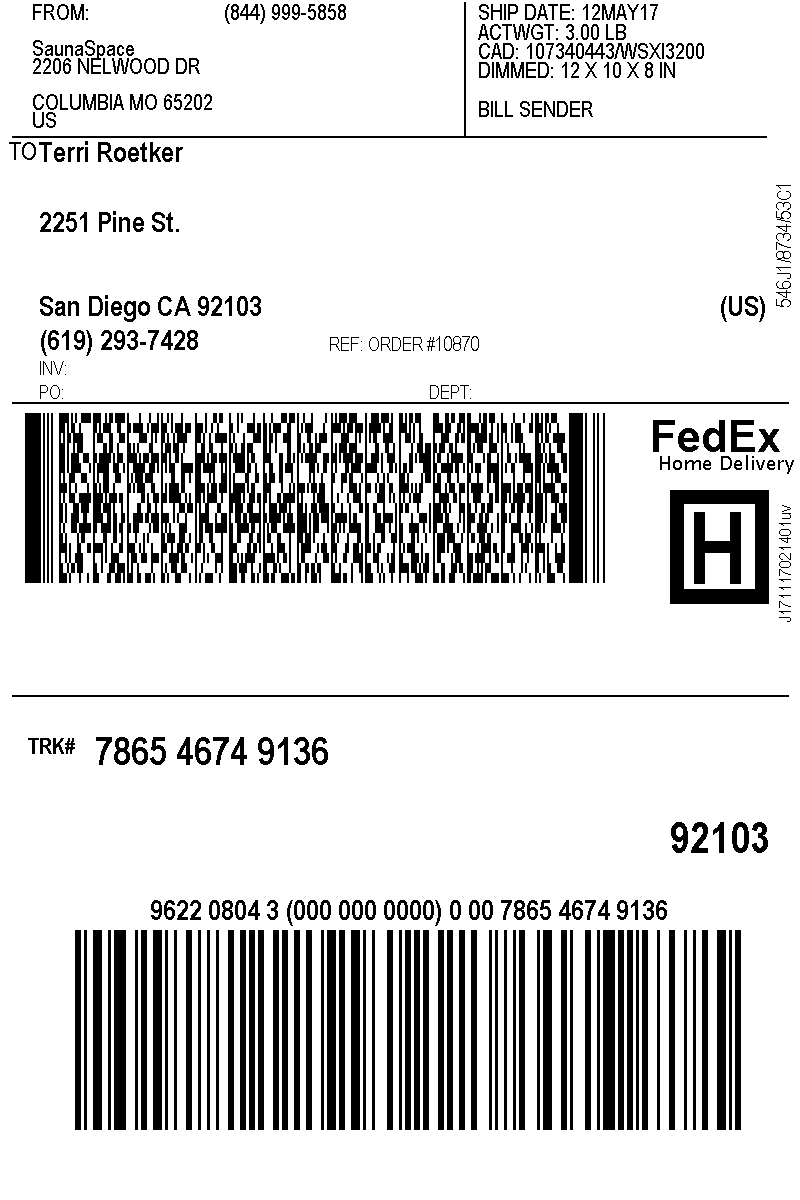 FROM: (844) 999-5858
SaunaSpace
2206 NELWOOD DR
COLUMBIA MO 65202
US
SHIP DATE: 12MAY17
ACTWGT: 3.00 LB
CAD: 107340443/WSXI3200
DIMMED: 12 X 10 X 8 IN
BILL SENDER
TO Terri Roetker
2251 Pine St.
San Diego CA 92103 (US)
(619) 293-7428 REF: ORDER #10870
INV:
PO: DEPT:
546J1/8734/53C1
FedEx
Home Delivery
H
J171117021401uv
TRK# 7865 4674 9136
92103
9622 0804 3 (000 000 0000) 0 00 7865 4674 9136